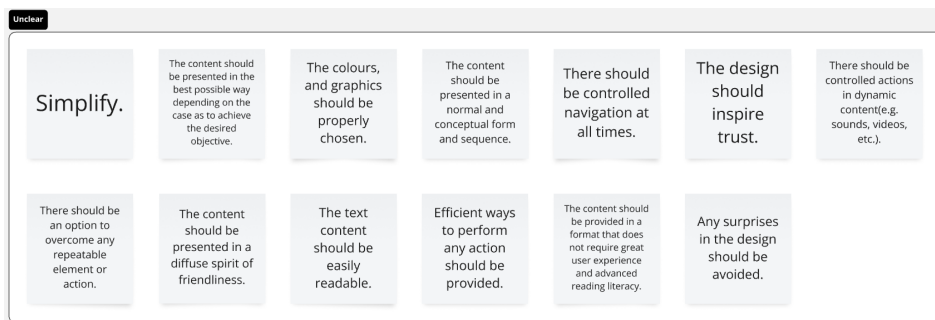 Unclear
Simplify.
The content should
be presented in the
best possible way
depending on the
case as to achieve
the desired
objective.
The colours,
and graphics
should be
properly
chosen.
The content
should be
presented in a
normal and
conceptual form
and sequence.
There should
be controlled
navigation at
all times.
The design
should
inspire
trust.
There should be
controlled actions
in dynamic
content(e.g.
sounds, videos,
etc.).
There should be
an option to
overcome any
repeatable
element or
action.
The content
should be
presented in a
diffuse spirit of
friendliness.
The text
content
should be
easily
readable.
Efficient ways
to perform
any action
should be
provided.
The content should
be provided in a
format that does
not require great
user experience
and advanced
reading literacy.
Any surprises
in the design
should be
avoided.